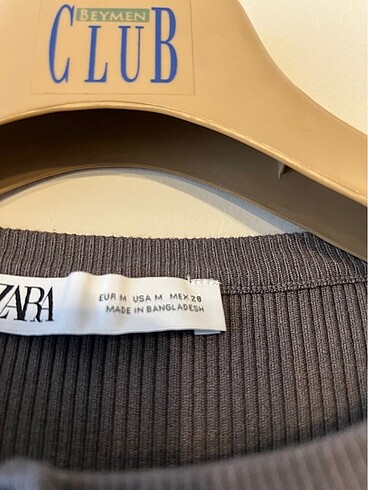 BEYMEN
CLUB
ZARA
EUR M USA M MEX 28
MADE IN BANGLADESH